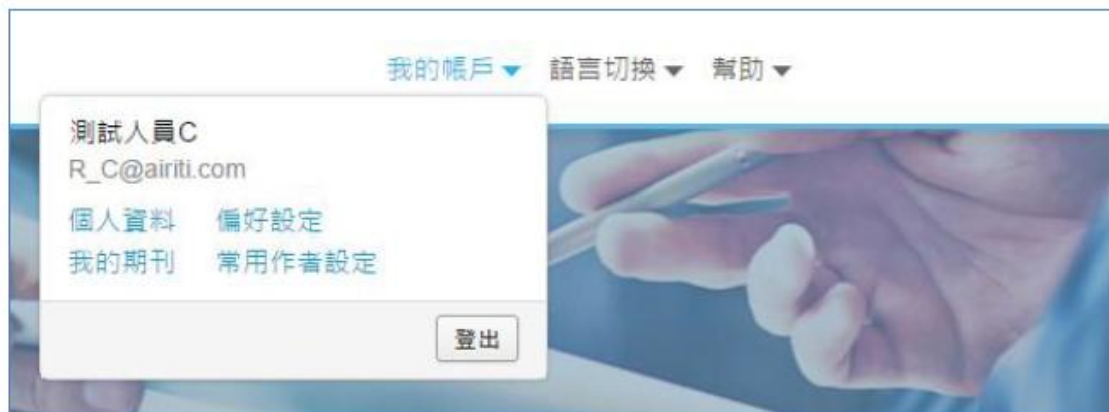 我的帳戶 語言切換 幫助
測試人員C
R_C@airiti.com
個人資料 偏好設定
我的期刊 常用作者設定
登出